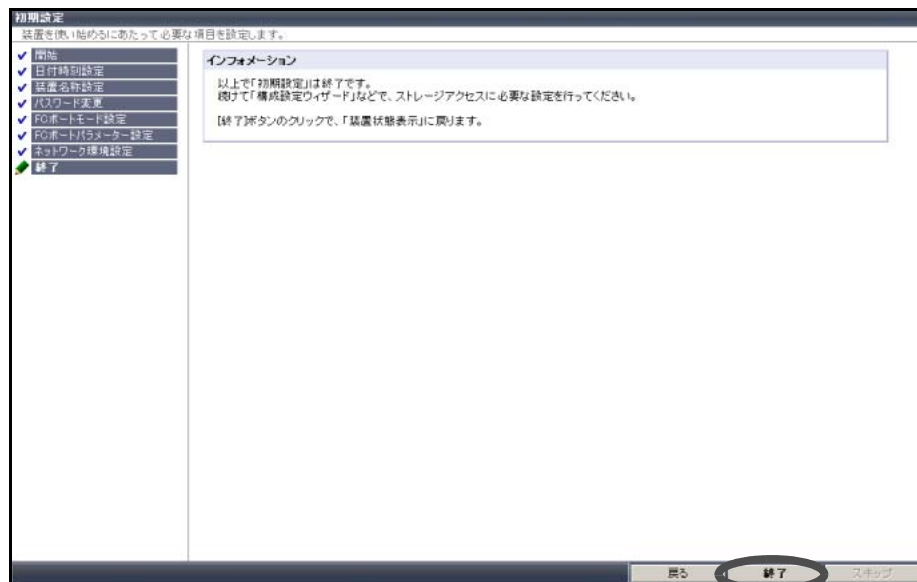 初期設定
装置を使い始めるにあたって必要な項目を設定します。
開始
日付時刻設定
装置名称設定
パスワード変更
FCポートモード設定
FCポートパラメーター設定
ネットワーク環境設定
終了
インフォメーション
以上で「初期設定」は終了です。
続けて「構成設定ウィザード」などで、ストレージアクセスに必要な設定を行ってください。
[終了]ボタンのクリックで、「装置状態表示」に戻ります。
戻る
終了
スキップ